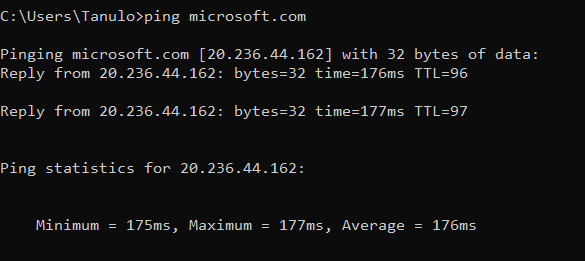 C:\Users\Tanulo>ping microsoft.com
Pinging microsoft.com [20.236.44.162] with 32 bytes of data:
Reply from 20.236.44.162: bytes=32 time=176ms TTL=96
Reply from 20.236.44.162: bytes=32 time=177ms TTL=97
Ping statistics for 20.236.44.162:
Minimum = 175ms, Maximum = 177ms, Average = 176ms